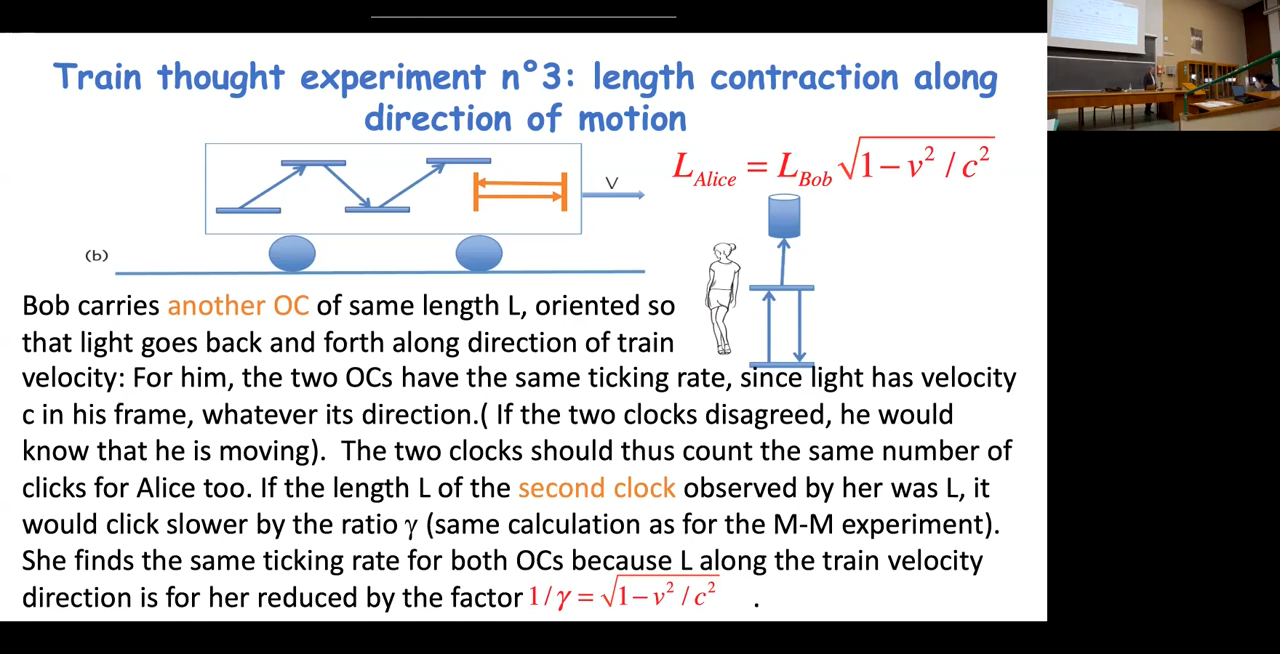 Train thought experiment n°3: length contraction along
direction of motion
L_Alice = L_Bob √1 − v² / c²
V
(b)
Bob carries another OC of same length L, oriented so
that light goes back and forth along direction of train
velocity: For him, the two OCs have the same ticking rate, since light has velocity
c in his frame, whatever its direction.( If the two clocks disagreed, he would
know that he is moving). The two clocks should thus count the same number of
clicks for Alice too. If the length L of the second clock observed by her was L, it
would click slower by the ratio γ (same calculation as for the M-M experiment).
She finds the same ticking rate for both OCs because L along the train velocity
direction is for her reduced by the factor 1/γ = √1 − v² / c² .